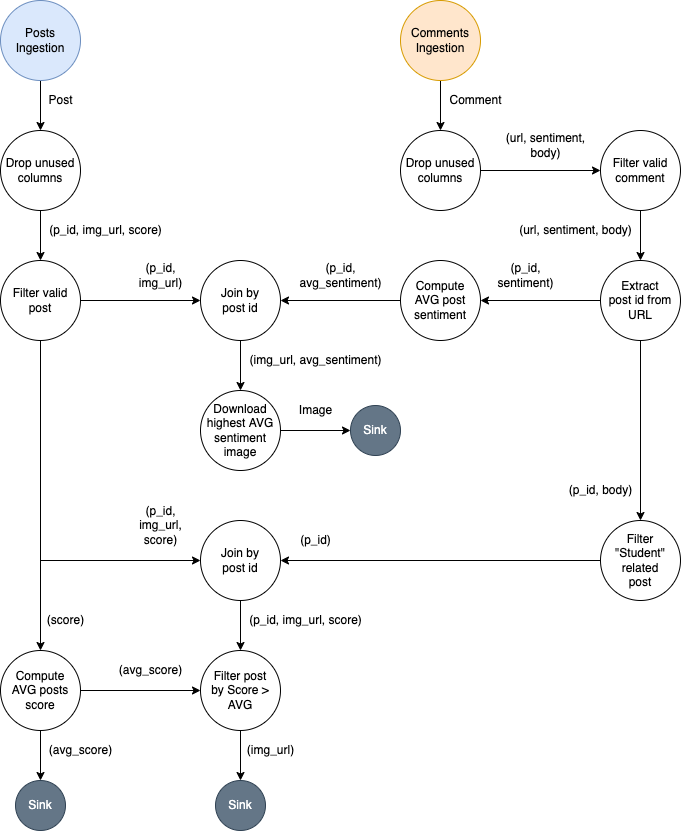 Posts
Ingestion
Comments
Ingestion
Post
Comment
Drop unused
columns
Drop unused
columns
(url, sentiment,
body)
Filter valid
comment
(p_id, img_url, score)
(url, sentiment, body)
Filter valid
post
(p_id,
img_url)
Join by
post id
(p_id,
avg_sentiment)
Compute
AVG post
sentiment
(p_id,
sentiment)
Extract
post id from
URL
(img_url, avg_sentiment)
Download
highest AVG
sentiment
image
Image
Sink
(p_id, body)
(p_id,
img_url,
score)
Join by
post id
(p_id)
Filter
"Student"
related
post
(score)
(p_id, img_url, score)
Compute
AVG posts
score
(avg_score)
Filter post
by Score >
AVG
(avg_score)
(img_url)
Sink
Sink